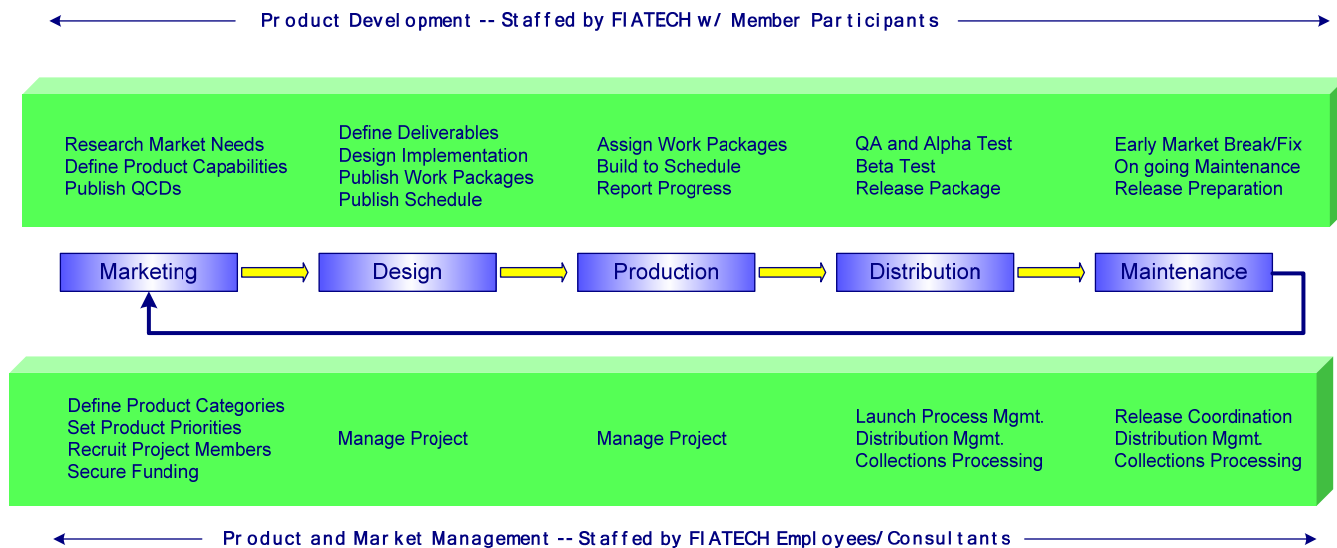 Product Development -- Staffed by FIATECH w/ Member Participants
Research Market Needs
Define Product Capabilities
Publish QCDs
Define Deliverables
Design Implementation
Publish Work Packages
Publish Schedule
Assign Work Packages
Build to Schedule
Report Progress
QA and Alpha Test
Beta Test
Release Package
Early Market Break/Fix
On going Maintenance
Release Preparation
Marketing
Design
Production
Distribution
Maintenance
Define Product Categories
Set Product Priorities
Recruit Project Members
Secure Funding
Manage Project
Manage Project
Launch Process Mgmt.
Distribution Mgmt.
Collections Processing
Release Coordination
Distribution Mgmt.
Collections Processing
Product and Market Management -- Staffed by FIATECH Employees/Consultants